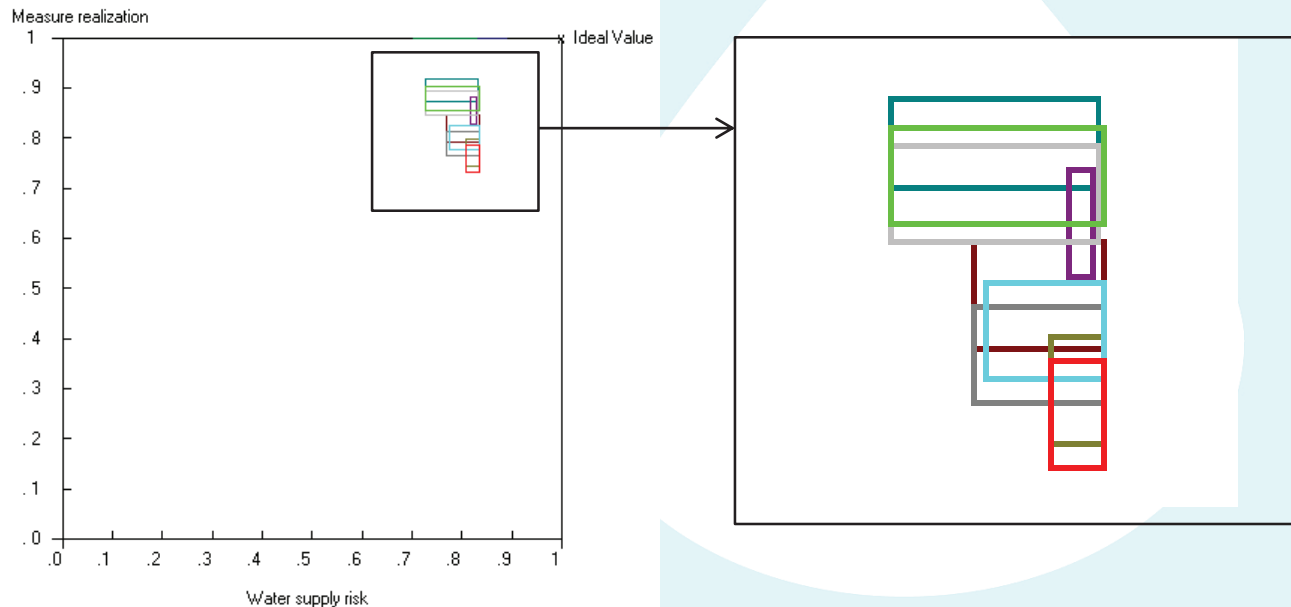 Measure realization
1
Ideal Value
.9
.8
.7
.6
.5
.4
.3
.2
.1
.0
.0 .1 .2 .3 .4 .5 .6 .7 .8 .9 1
Water supply risk